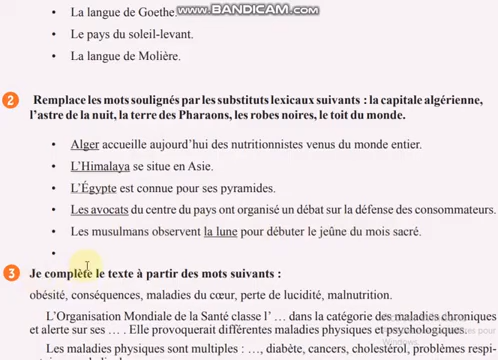 www.BANDICAM.com
La langue de Goethe.
Le pays du soleil-levant.
La langue de Molière.
2 Remplace les mots soulignés par les substituts lexicaux suivants : la capitale algérienne,
l'astre de la nuit, la terre des Pharaons, les robes noires, le toit du monde.
Alger accueille aujourd'hui des nutritionnistes venus du monde entier.
L'Himalaya se situe en Asie.
L'Égypte est connue pour ses pyramides.
Les avocats du centre du pays ont organisé un débat sur la défense des consommateurs.
Les musulmans observent la lune pour débuter le jeûne du mois sacré.
3 Je complète le texte à partir des mots suivants :
obésité, conséquences, maladies du cœur, perte de lucidité, malnutrition.
L'Organisation Mondiale de la Santé classe l' … dans la catégorie des maladies chroniques
et alerte sur ses … . Elle provoquerait différentes maladies physiques et psychologiques.
Les maladies physiques sont multiples : …, diabète, cancers, cholestérol, problèmes respi-